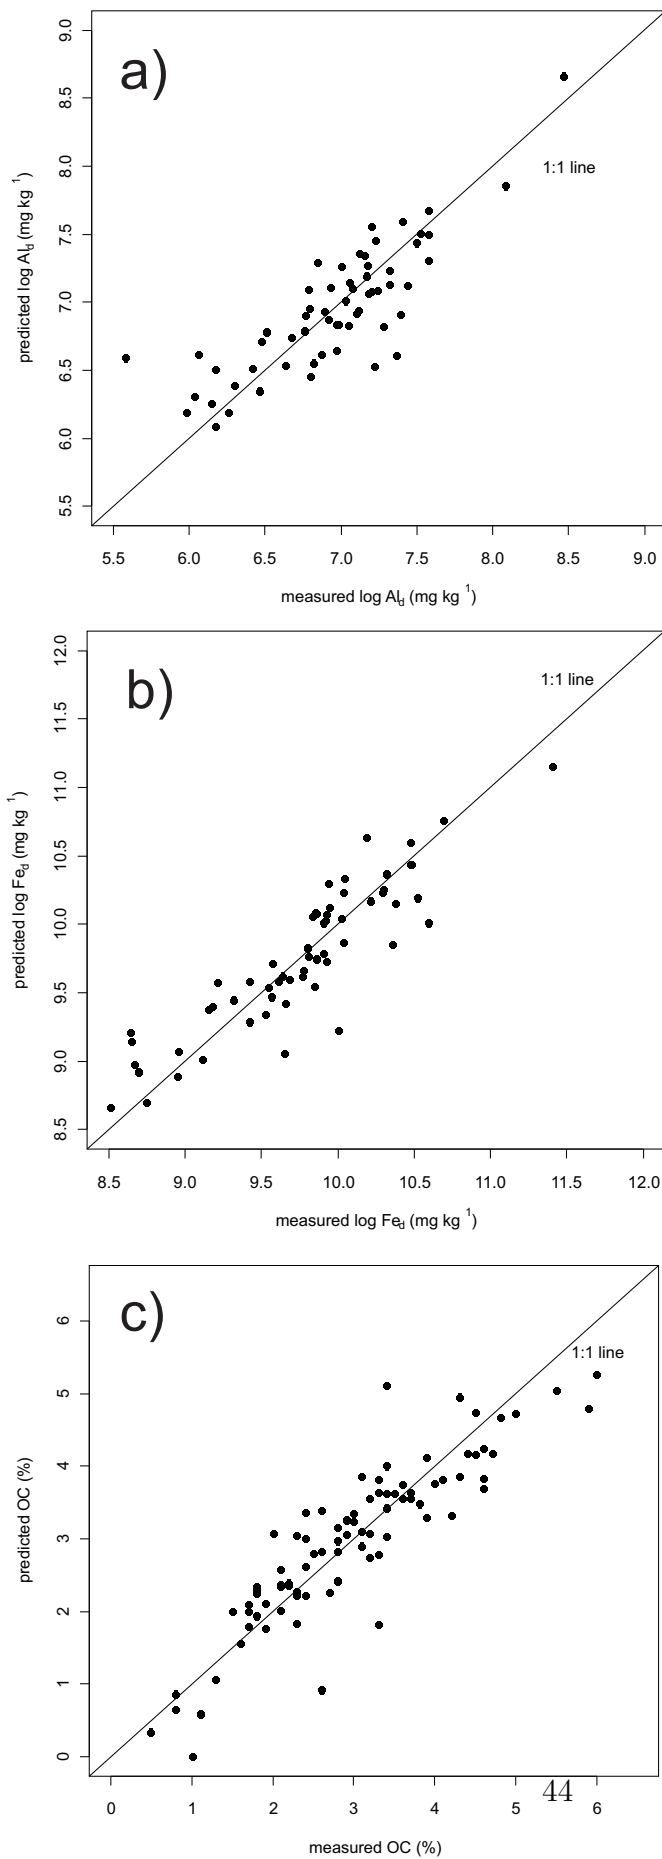 a)
1:1 line
predicted log Al_d (mg kg^1)
9.0
8.5
8.0
7.5
7.0
6.5
6.0
5.5
5.5 6.0 6.5 7.0 7.5 8.0 8.5 9.0
measured log Al_d (mg kg^1)
b)
1:1 line
predicted log Fe_d (mg kg^1)
12.0
11.5
11.0
10.5
10.0
9.5
9.0
8.5
8.5 9.0 9.5 10.0 10.5 11.0 11.5 12.0
measured log Fe_d (mg kg^1)
c)
1:1 line
predicted OC (%)
6
5
4
3
2
1
0
44
0 1 2 3 4 5 6
measured OC (%)